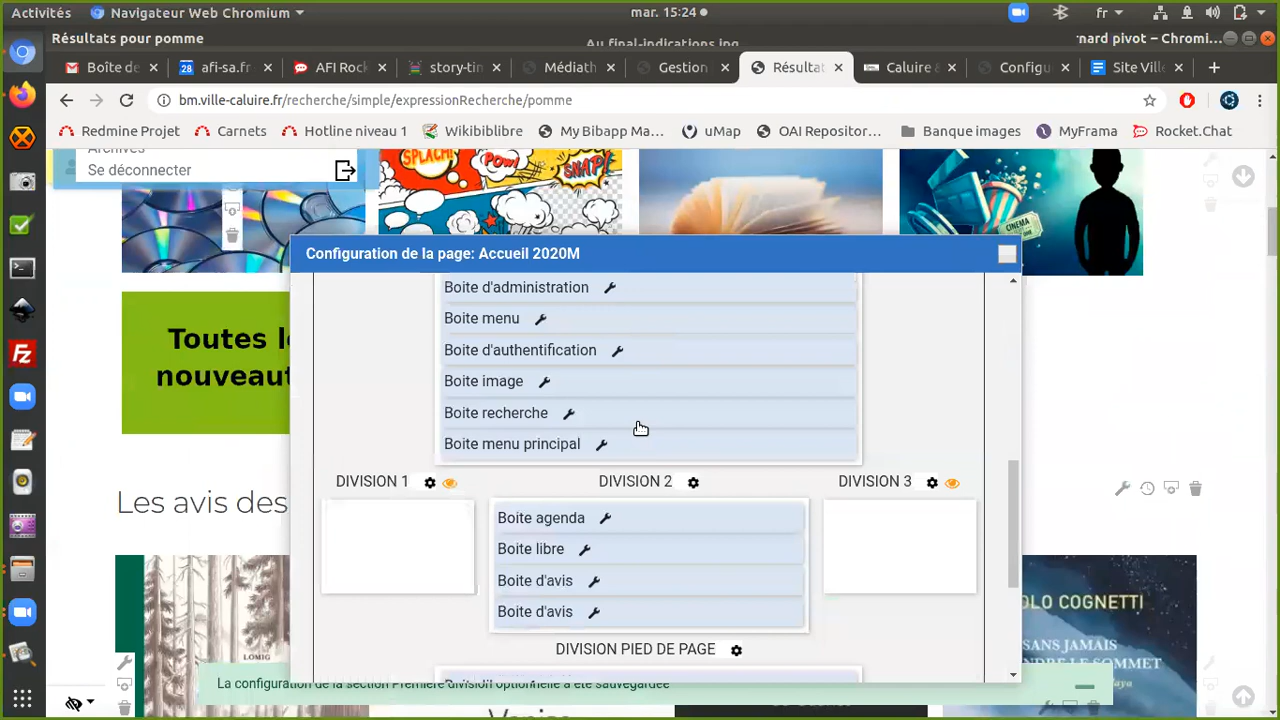 Activités
Navigateur Web Chromium
mar. 15:24
fr
Résultats pour pomme
Au final-indications.jpg
nard pivot – Chromi...
Boîte de
afi-sa.fr
AFI Rock
story-tin
Médiath
Gestion
Résultat
Caluire &
Configu
Site Ville
bm.ville-caluire.fr/recherche/simple/expressionRecherche/pomme
Redmine Projet
Carnets
Hotline niveau 1
Wikibiblibre
My Bibapp Ma...
uMap
OAI Repositor...
Banque images
MyFrama
Rocket.Chat
Archives
Se déconnecter
SPLACH!
POW!
SNAP!
CINEMA
Configuration de la page: Accueil 2020M
Boite d'administration
Boite menu
Boite d'authentification
Boite image
Boite recherche
Boite menu principal
Toutes l
nouveaut
DIVISION 1
DIVISION 2
DIVISION 3
Les avis des
Boite agenda
Boite libre
Boite d'avis
Boite d'avis
DIVISION PIED DE PAGE
LOMIG
OLO COGNETTI
SANS JAMAIS
La configuration de la section Première division optionnelle a été sauvegardée